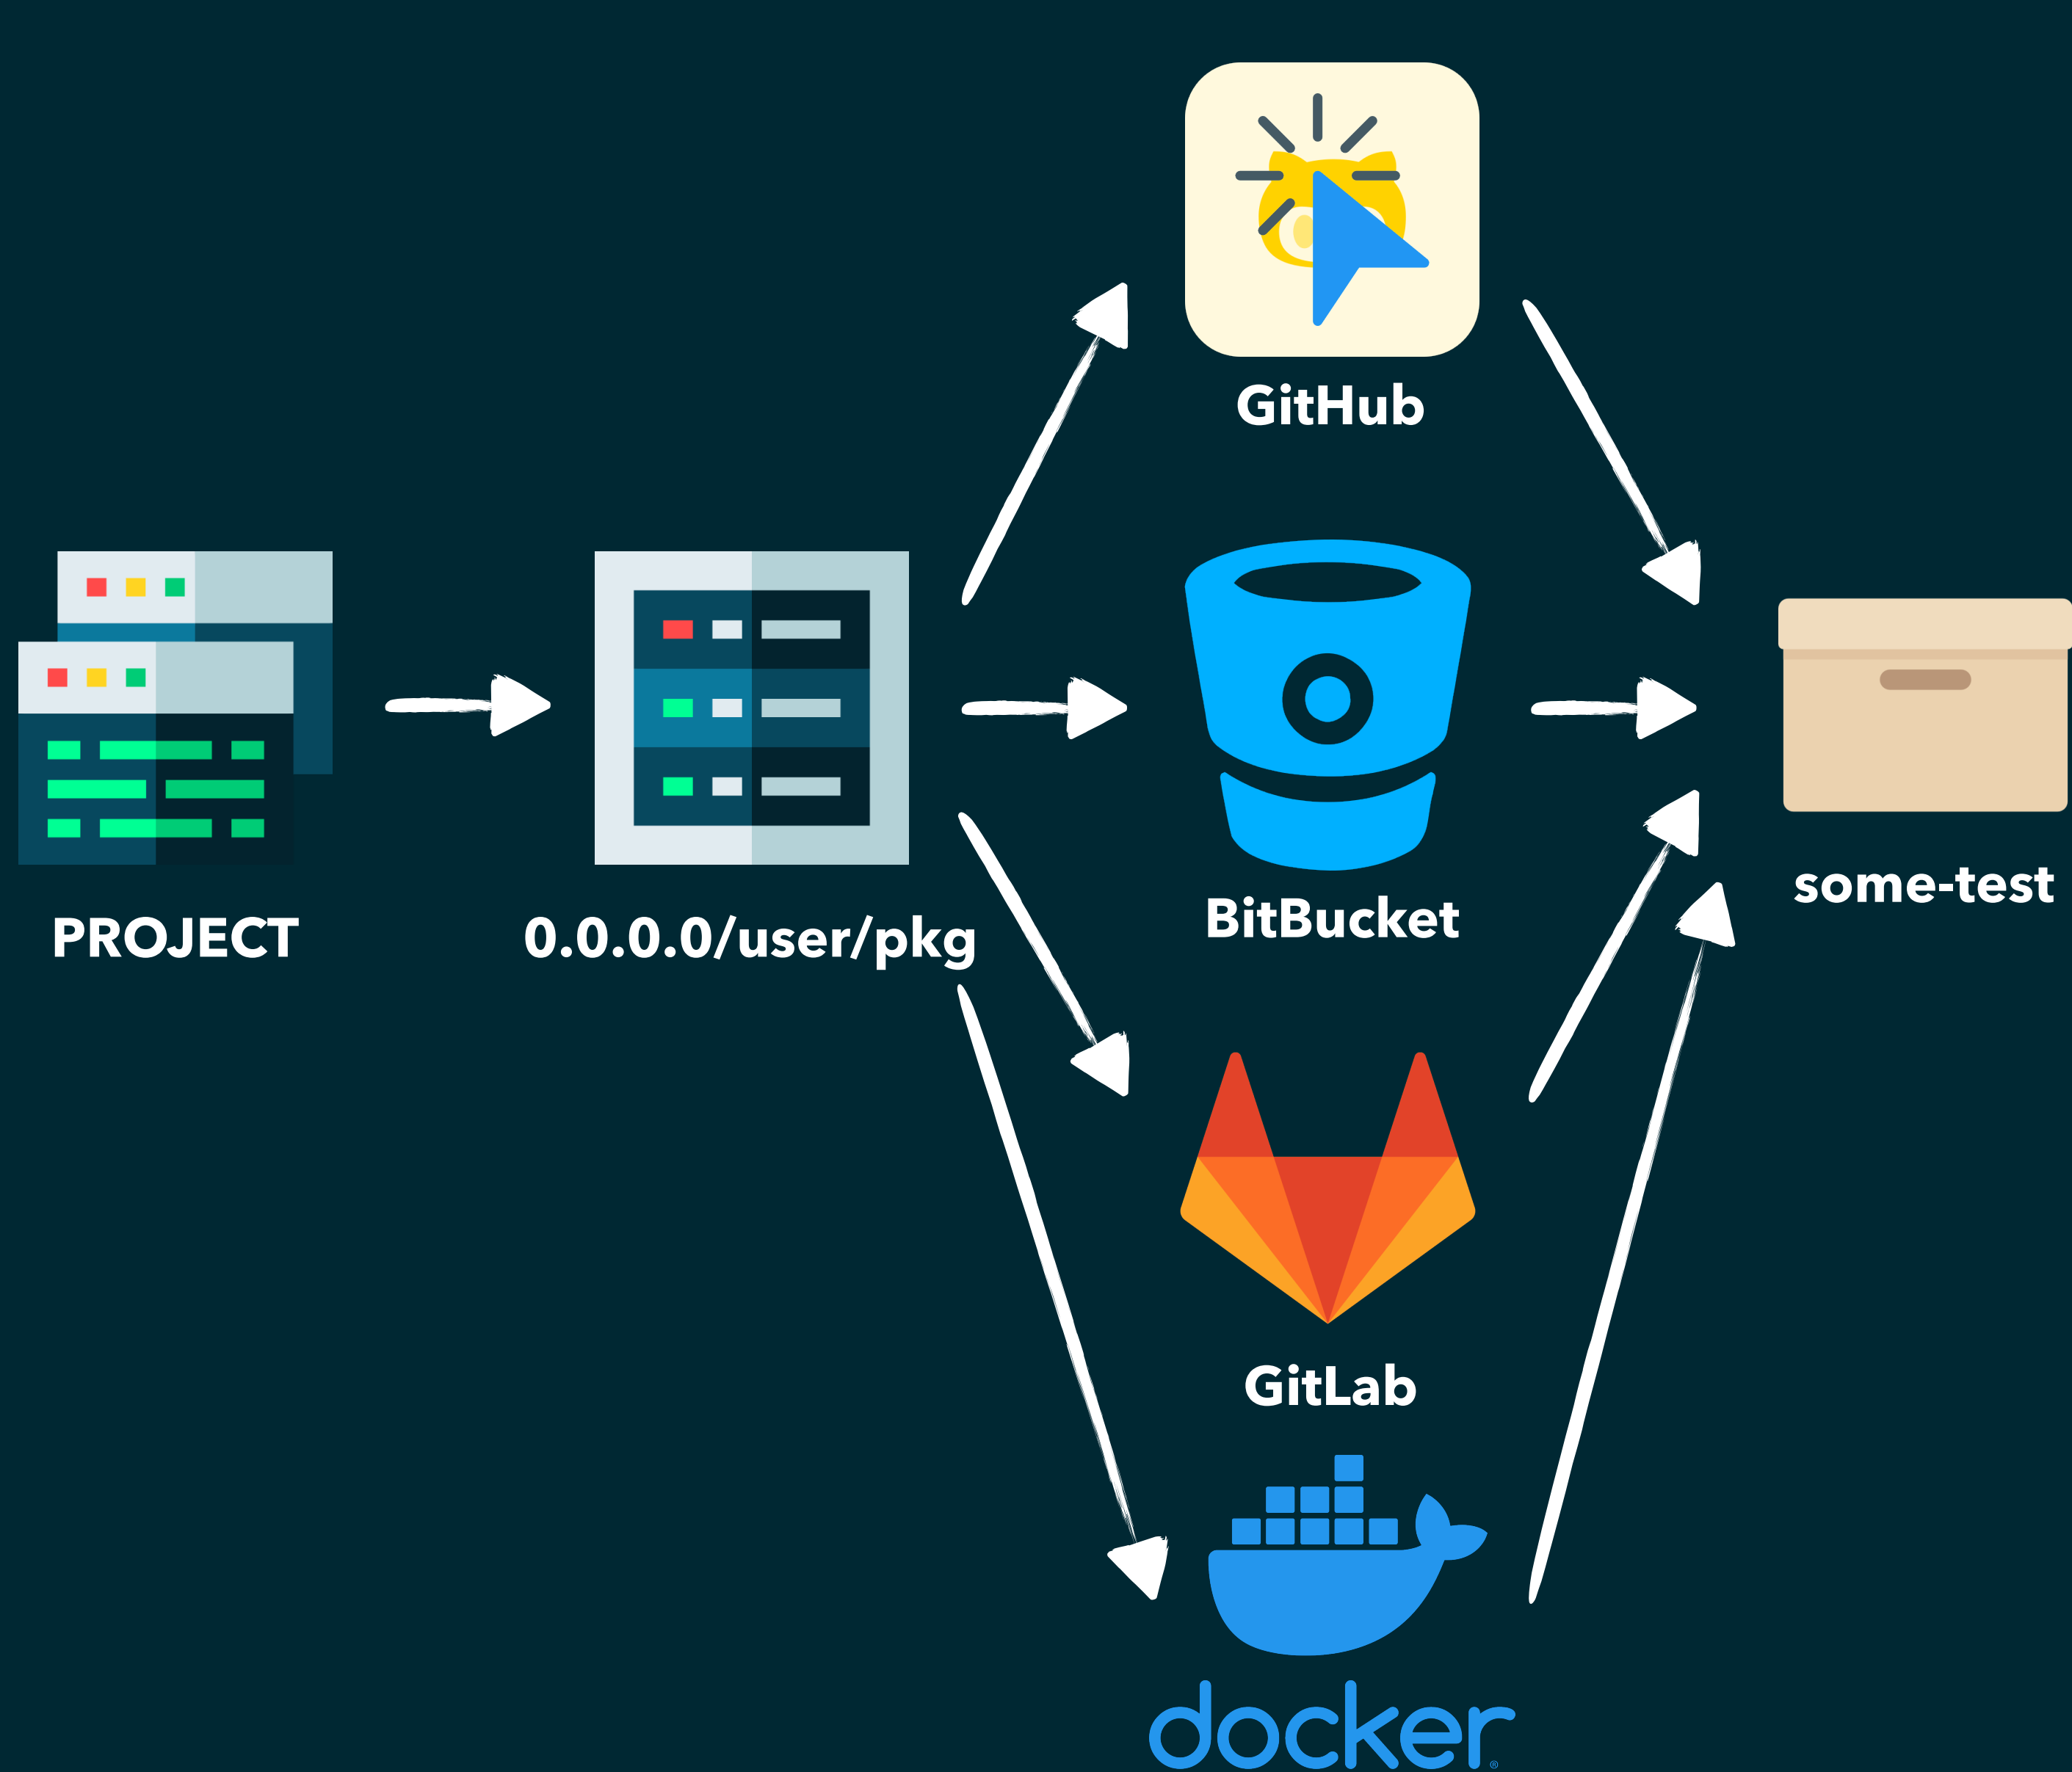 GitHub
PROJECT
0.0.0.0/user/pkg
BitBucket
some-test
GitLab
docker®